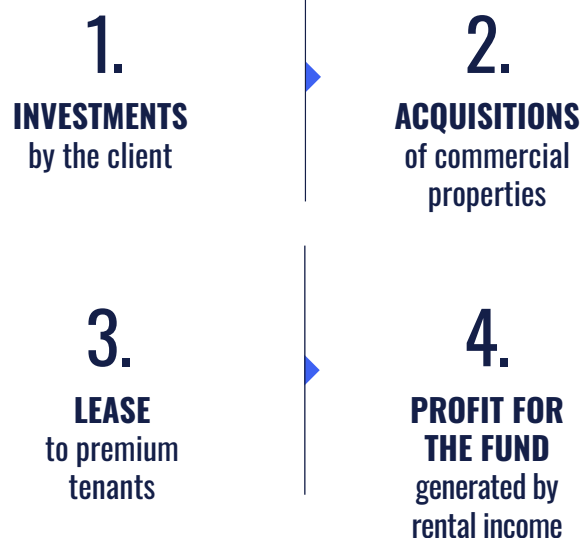 1.
INVESTMENTS
by the client
2.
ACQUISITIONS
of commercial
properties
3.
LEASE
to premium
tenants
4.
PROFIT FOR
THE FUND
generated by
rental income